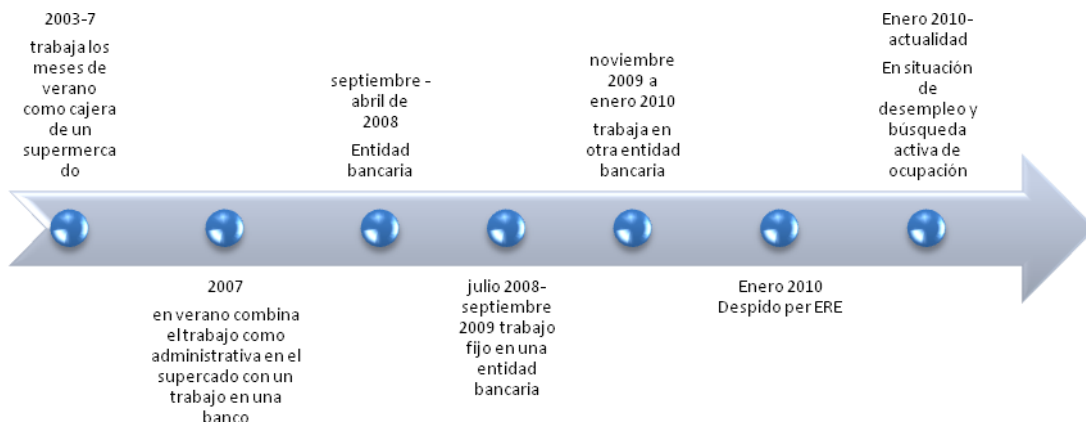 2003-7
trabaja los
meses de
verano
como cajera
de un
supermerca
do
2007
en verano combina
el trabajo como
administrativa en el
supercado con un
trabajo en una
banco
septiembre -
abril de
2008
Entidad
bancaria
julio 2008-
septiembre
2009 trabajo
fijo en una
entidad
bancaria
noviembre
2009 a
enero 2010
trabaja en
otra entidad
bancaria
Enero 2010
Despido per ERE
Enero 2010-
actualidad
En situación
de
desempleo y
búsqueda
activa de
ocupación